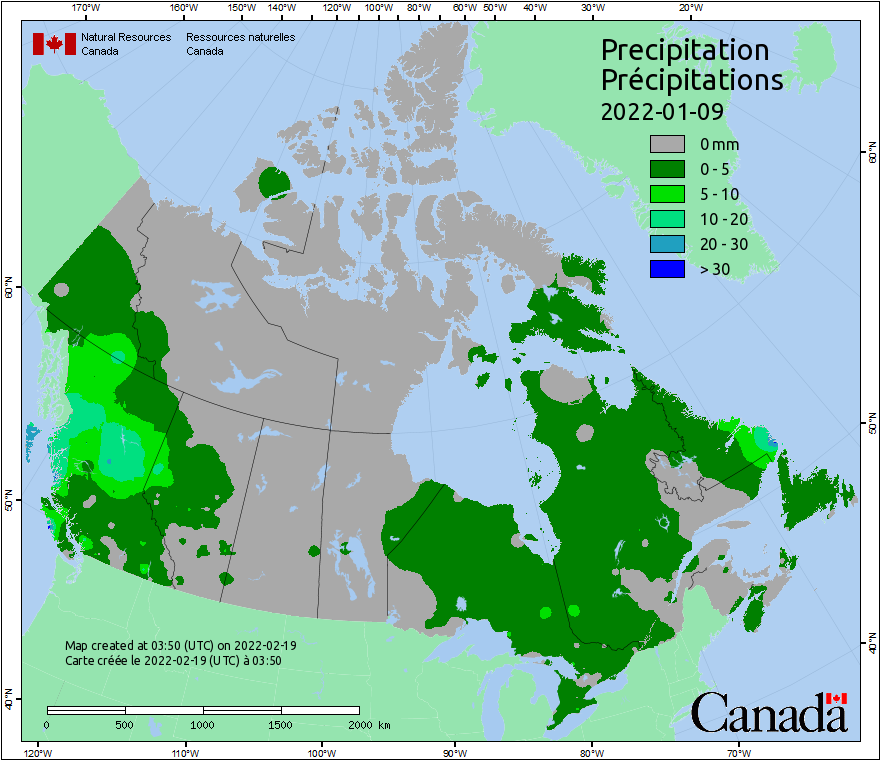 170°W 160°W 150°W 140°W 120°W 100°W 80°W 60°W 50°W 40°W 30°W 20°W
Natural Resources Canada
Ressources naturelles Canada
Precipitation
Précipitations
2022-01-09
0 mm
0 - 5
5 - 10
10 - 20
20 - 30
> 30
60°N
50°N
40°N
60°N
50°N
40°N
Map created at 03:50 (UTC) on 2022-02-19
Carte créée le 2022-02-19 (UTC) à 03:50
0 500 1000 1500 2000 km
Canada
120°W 110°W 100°W 90°W 80°W 70°W